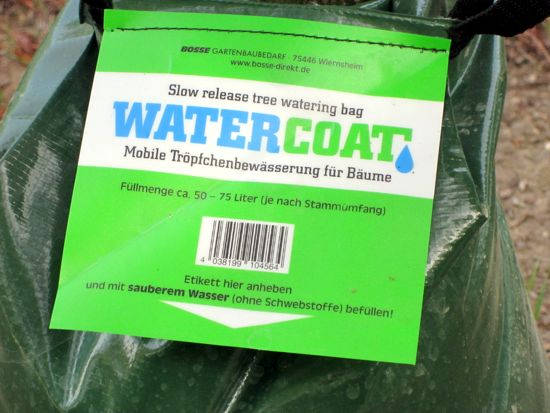 BOSSE GARTENBAUBEDARF · 75446 Wiernsheim
www.bosse-direkt.de
Slow release tree watering bag
WATERCOAT
Mobile Tröpfchenbewässerung für Bäume
Füllmenge ca. 50 – 75 Liter (je nach Stammumfang)
4 038199 104564
Etikett hier anheben
und mit sauberem Wasser (ohne Schwebstoffe) befüllen!